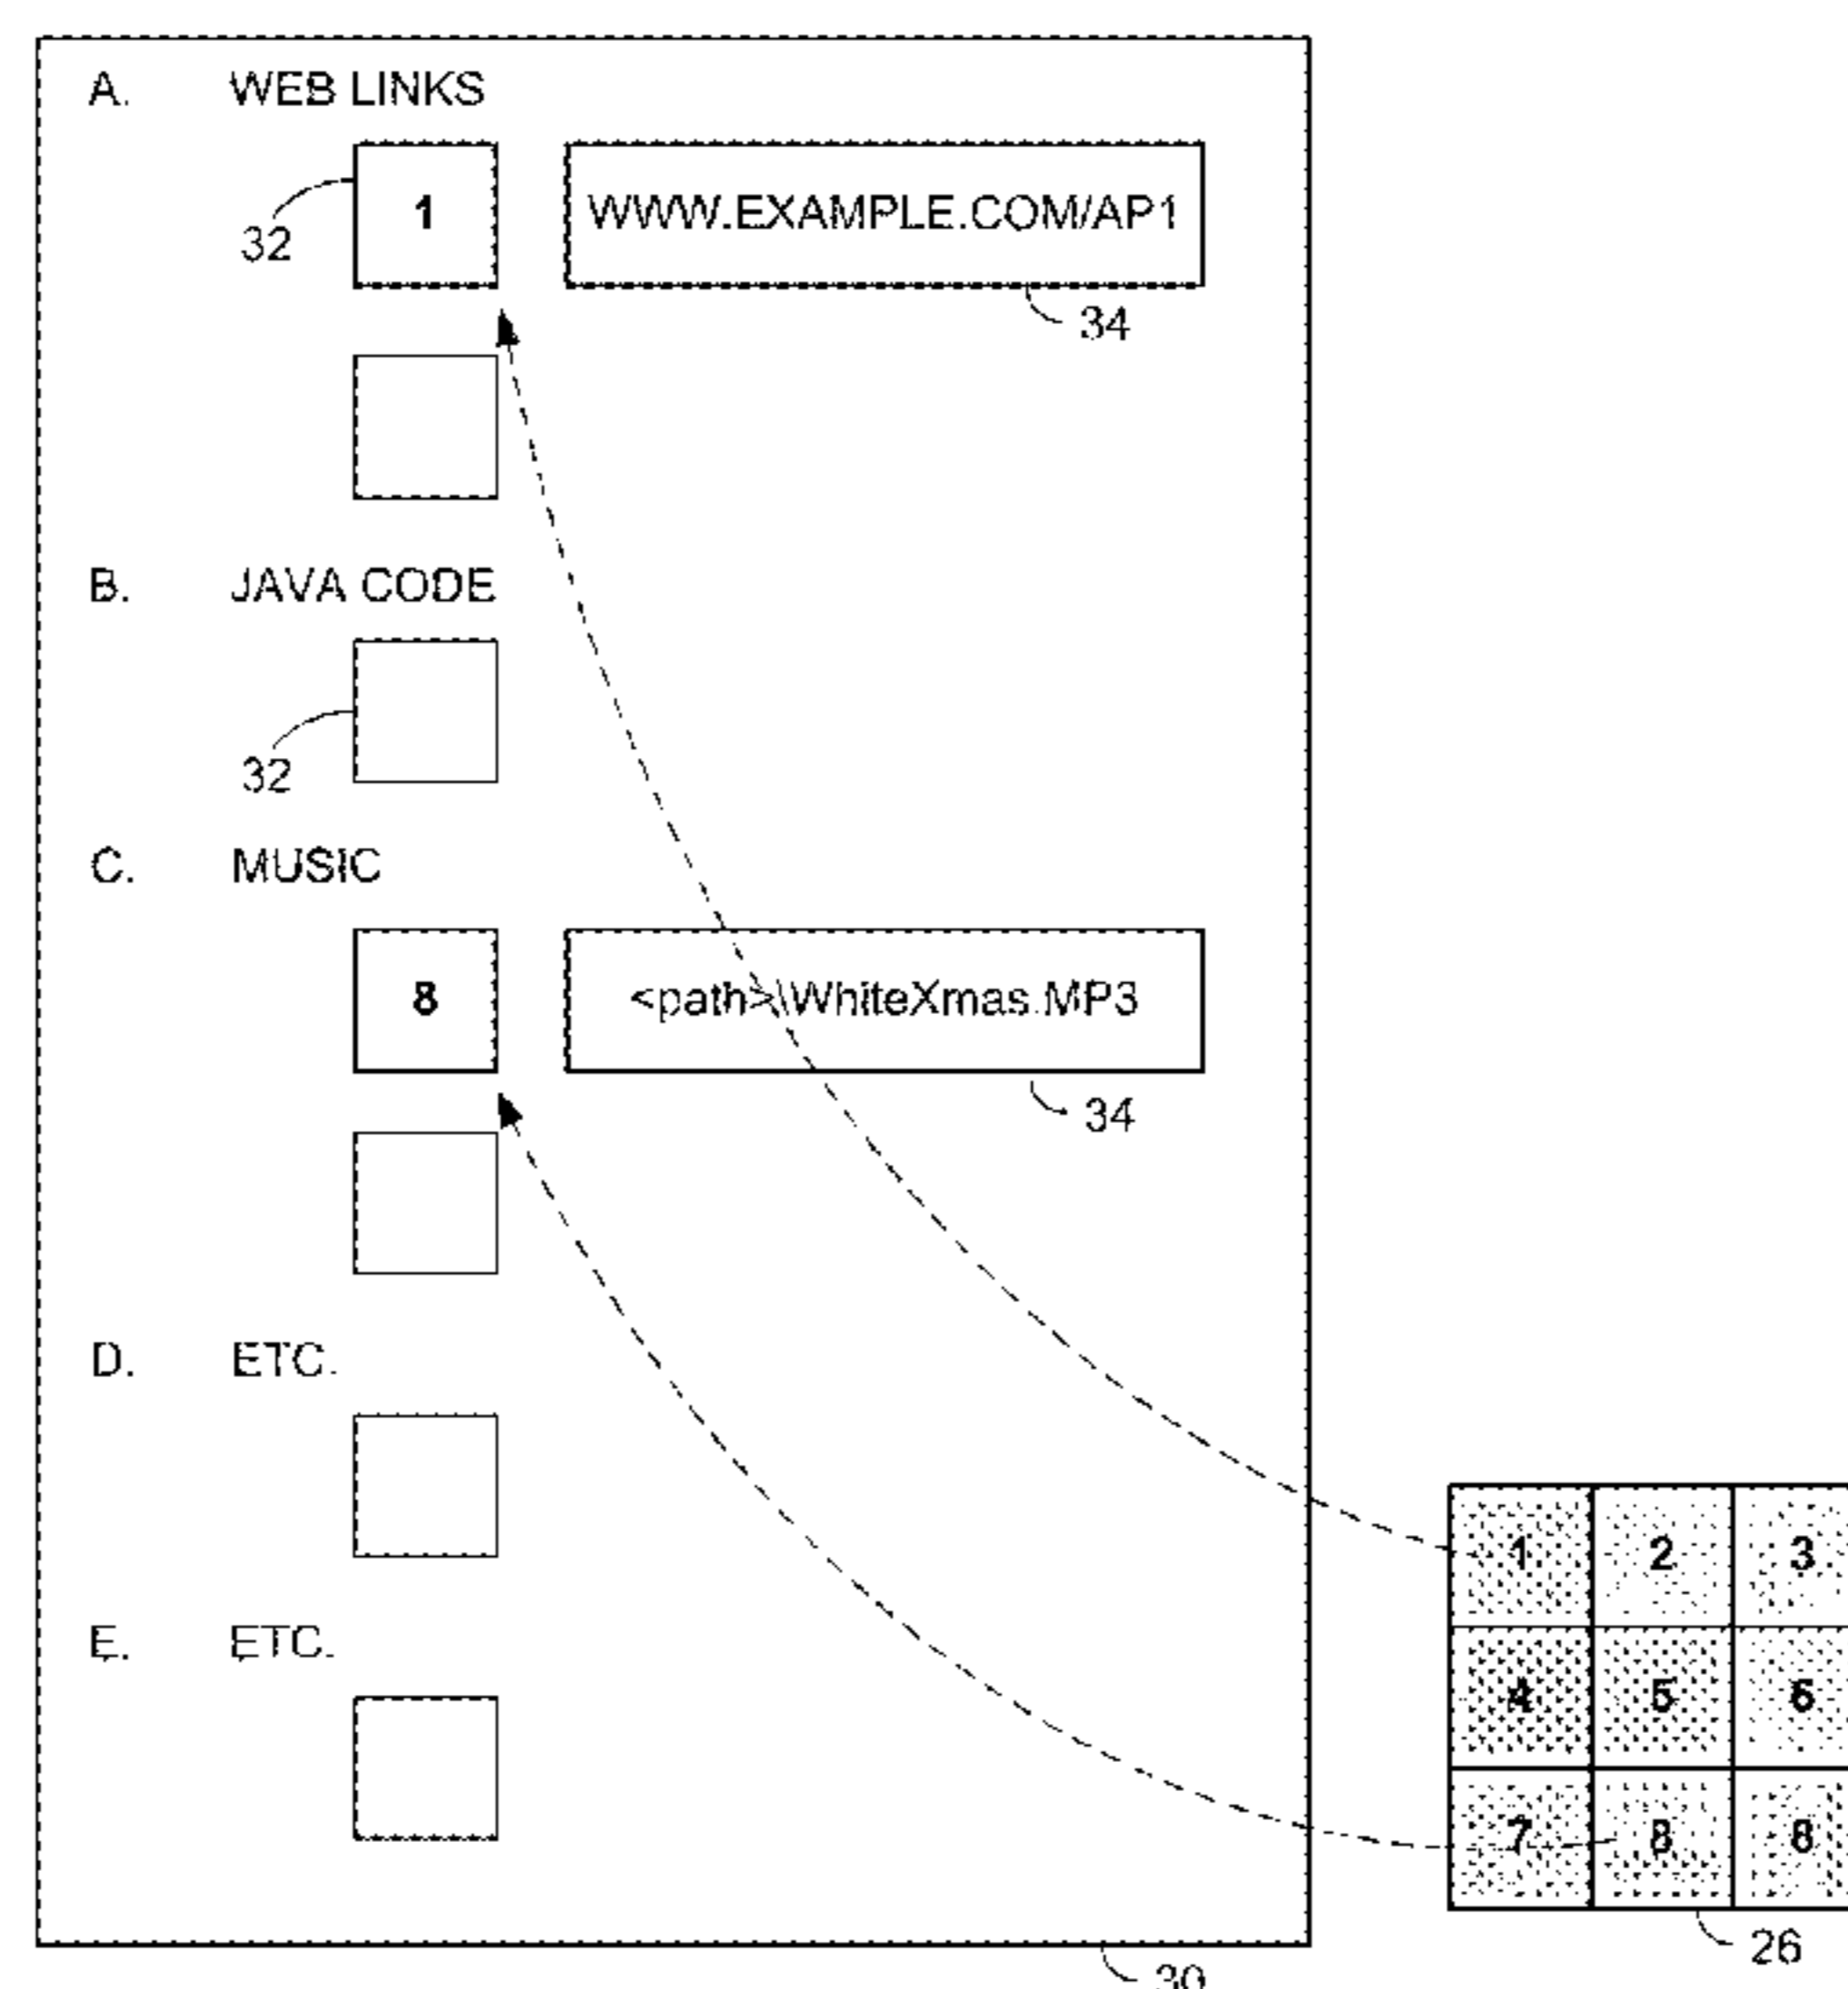 A. WEB LINKS
1 WWW.EXAMPLE.COM/AP1
32
34
B. JAVA CODE
32
C. MUSIC
8 <path>\WhiteXmas.MP3
34
D. ETC.
1 2 3
E. ETC.
4 5 6
7 8 8
26
30